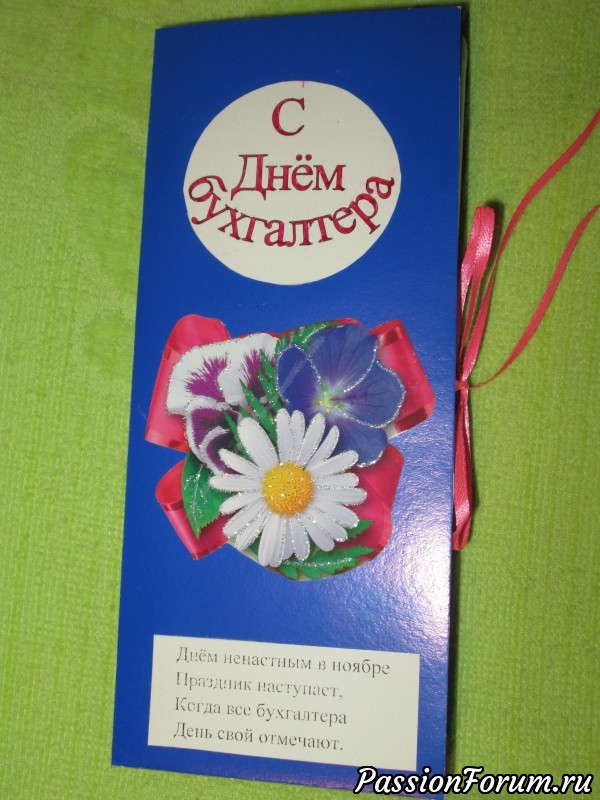 С
Днём
бухгалтера
Днём ненастным в ноябре
Праздник наступает,
Когда все бухгалтера
День свой отмечают.
PassionForum.ru